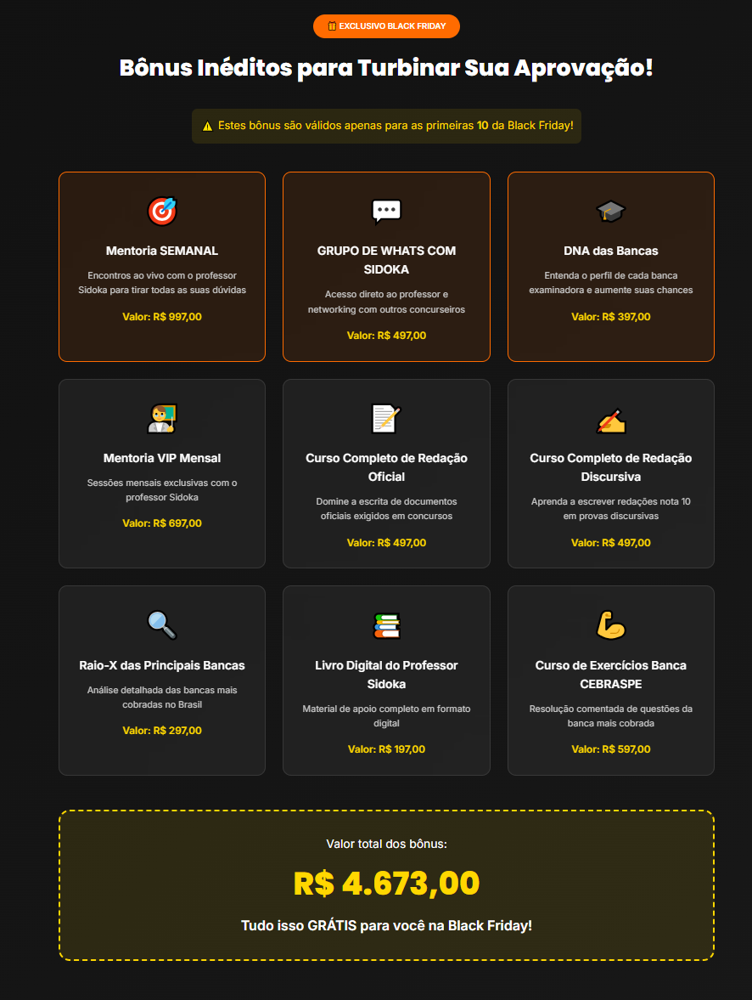 EXCLUSIVO BLACK FRIDAY
Bônus Inéditos para Turbinar Sua Aprovação!
Estes bônus são válidos apenas para as primeiras 10 da Black Friday!
Mentoria SEMANAL
Encontros ao vivo com o professor
Sidoka para tirar todas as suas dúvidas
Valor: R$ 997,00
GRUPO DE WHATS COM
SIDOKA
Acesso direto ao professor e
networking com outros concurseiros
Valor: R$ 497,00
DNA das Bancas
Entenda o perfil de cada banca
examinadora e aumente suas chances
Valor: R$ 397,00
Mentoria VIP Mensal
Sessões mensais exclusivas com o
professor Sidoka
Valor: R$ 697,00
Curso Completo de Redação
Oficial
Domine a escrita de documentos
oficiais exigidos em concursos
Valor: R$ 497,00
Curso Completo de Redação
Discursiva
Aprenda a escrever redações nota 10
em provas discursivas
Valor: R$ 497,00
Raio-X das Principais Bancas
Análise detalhada das bancas mais
cobradas no Brasil
Valor: R$ 297,00
Livro Digital do Professor
Sidoka
Material de apoio completo em formato
digital
Valor: R$ 197,00
Curso de Exercícios Banca
CEBRASPE
Resolução comentada de questões da
banca mais cobrada
Valor: R$ 597,00
Valor total dos bônus:
R$ 4.673,00
Tudo isso GRÁTIS para você na Black Friday!